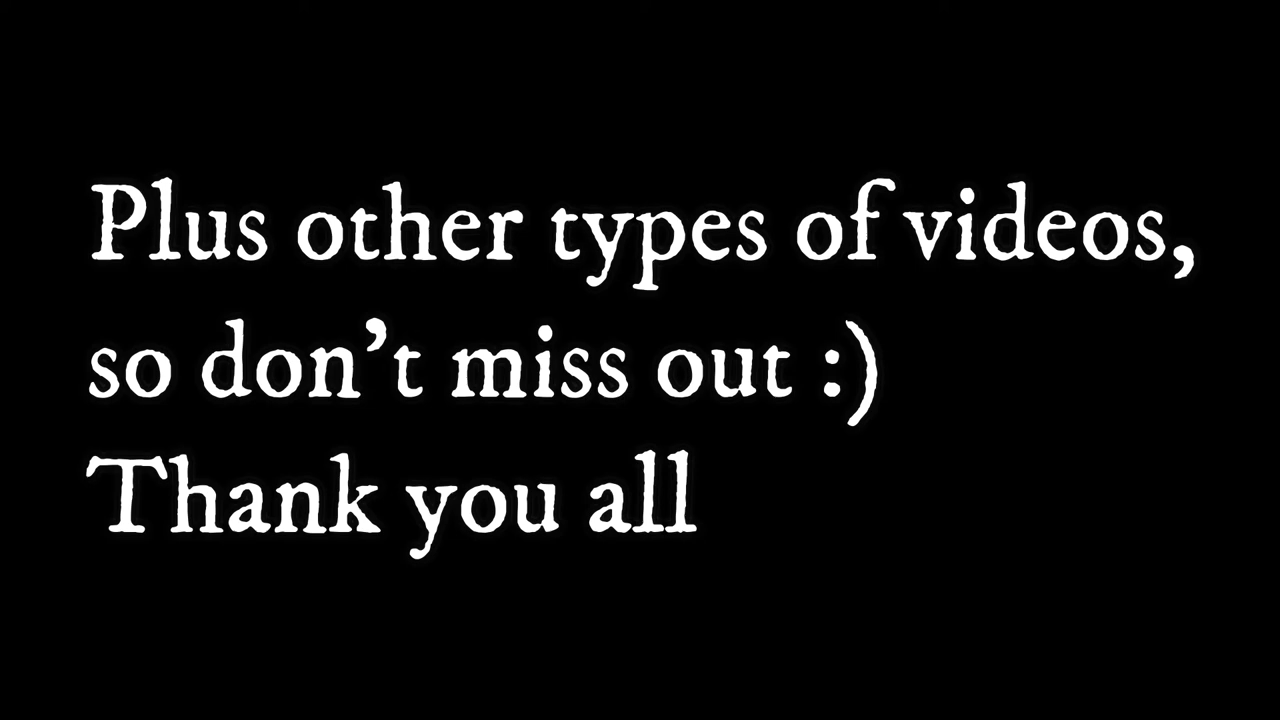 Plus other types of videos,
so don’t miss out :)
Thank you all